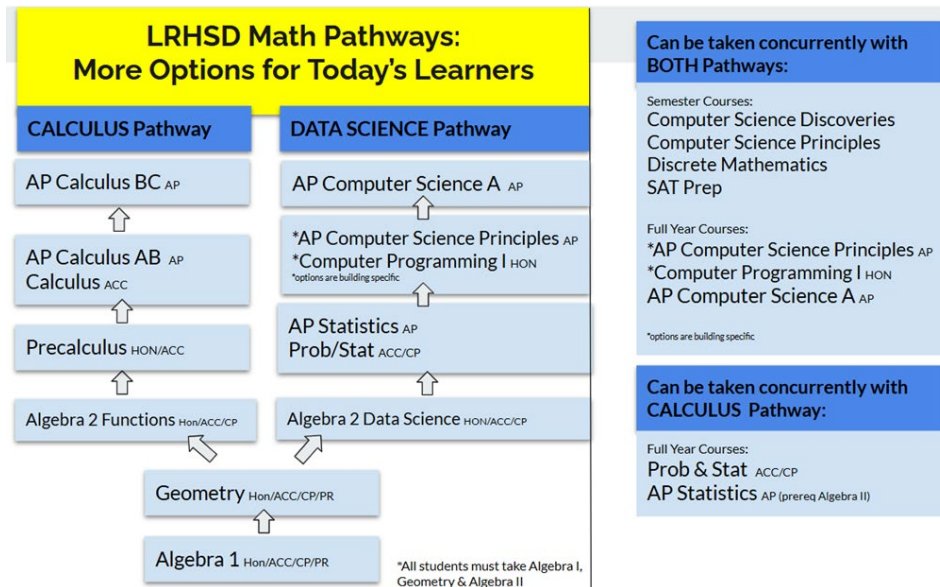 LRHSD Math Pathways:
More Options for Today's Learners
CALCULUS Pathway
AP Calculus BC AP
AP Calculus AB AP
Calculus ACC
Precalculus HON/ACC
Algebra 2 Functions Hon/ACC/CP
DATA SCIENCE Pathway
AP Computer Science A AP
*AP Computer Science Principles AP
*Computer Programming I HON
*options are building specific
AP Statistics AP
Prob/Stat ACC/CP
Algebra 2 Data Science HON/ACC/CP
Geometry Hon/ACC/CP/PR
Algebra 1 Hon/ACC/CP/PR
*All students must take Algebra I,
Geometry & Algebra II
Can be taken concurrently with
BOTH Pathways:
Semester Courses:
Computer Science Discoveries
Computer Science Principles
Discrete Mathematics
SAT Prep
Full Year Courses:
*AP Computer Science Principles AP
*Computer Programming I HON
AP Computer Science A AP
*options are building specific
Can be taken concurrently with
CALCULUS Pathway:
Full Year Courses:
Prob & Stat ACC/CP
AP Statistics AP (prereq Algebra II)